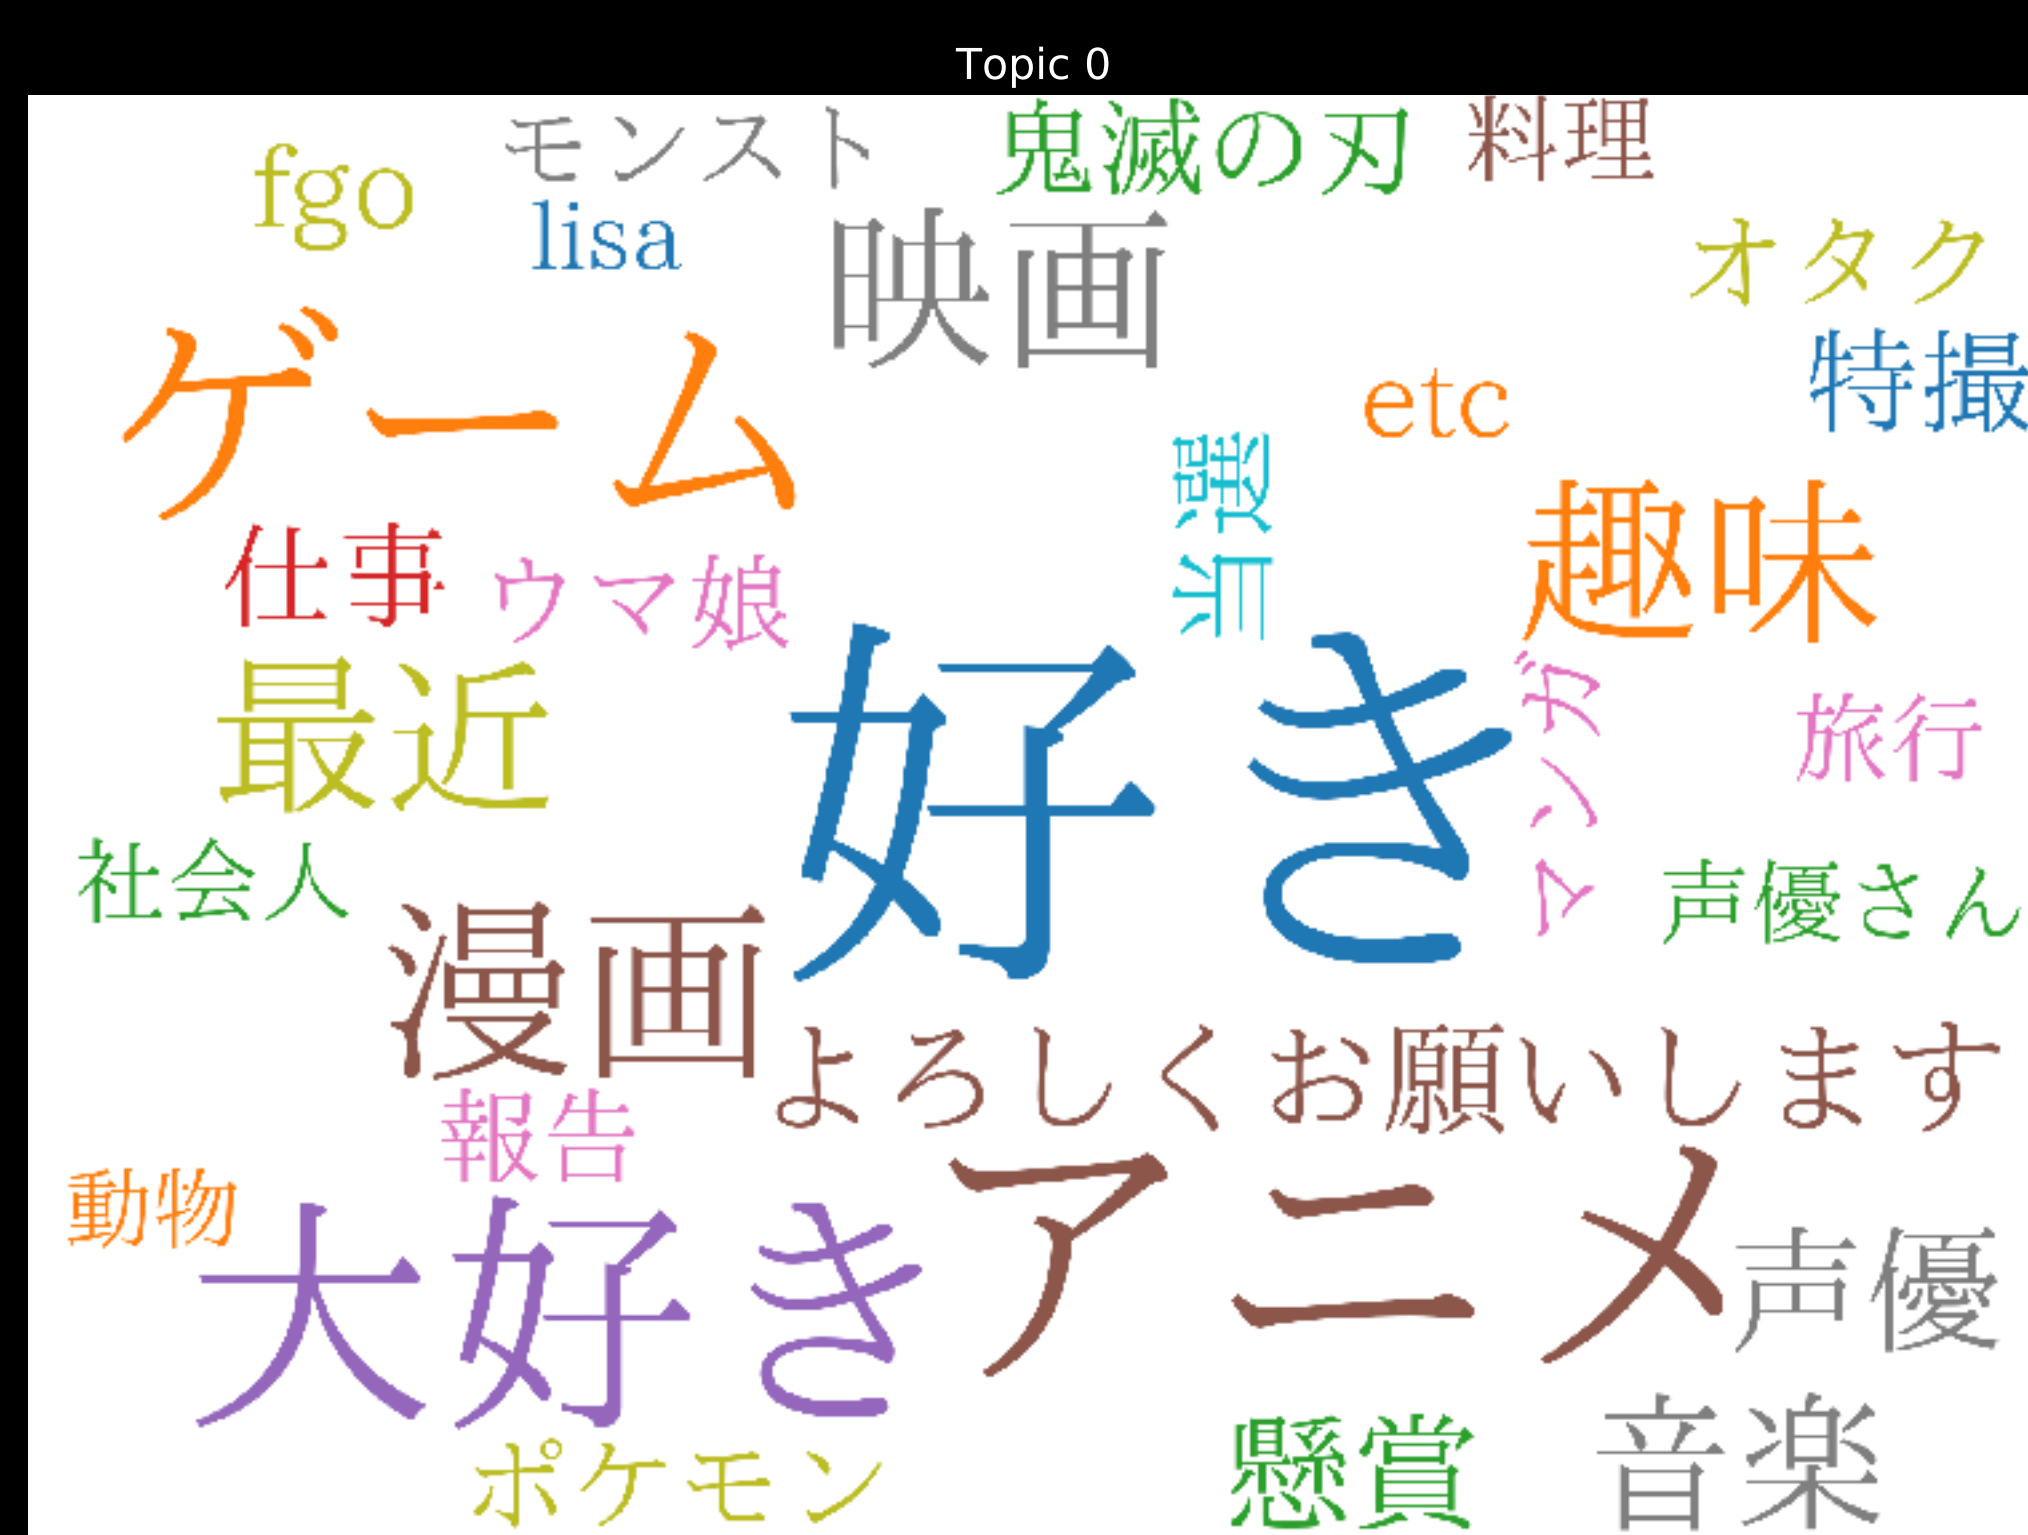 Topic 0
モンスト
鬼滅の刃
料理
fgo
lisa
映画
オタク
ゲーム
特撮
etc
当選
趣味
仕事
ウマ娘
最近
好き
マンガ
旅行
社会人
声優さん
漫画
よろしくお願いします
報告
動物
大好き
アニメ
声優
ポケモン
懸賞
音楽